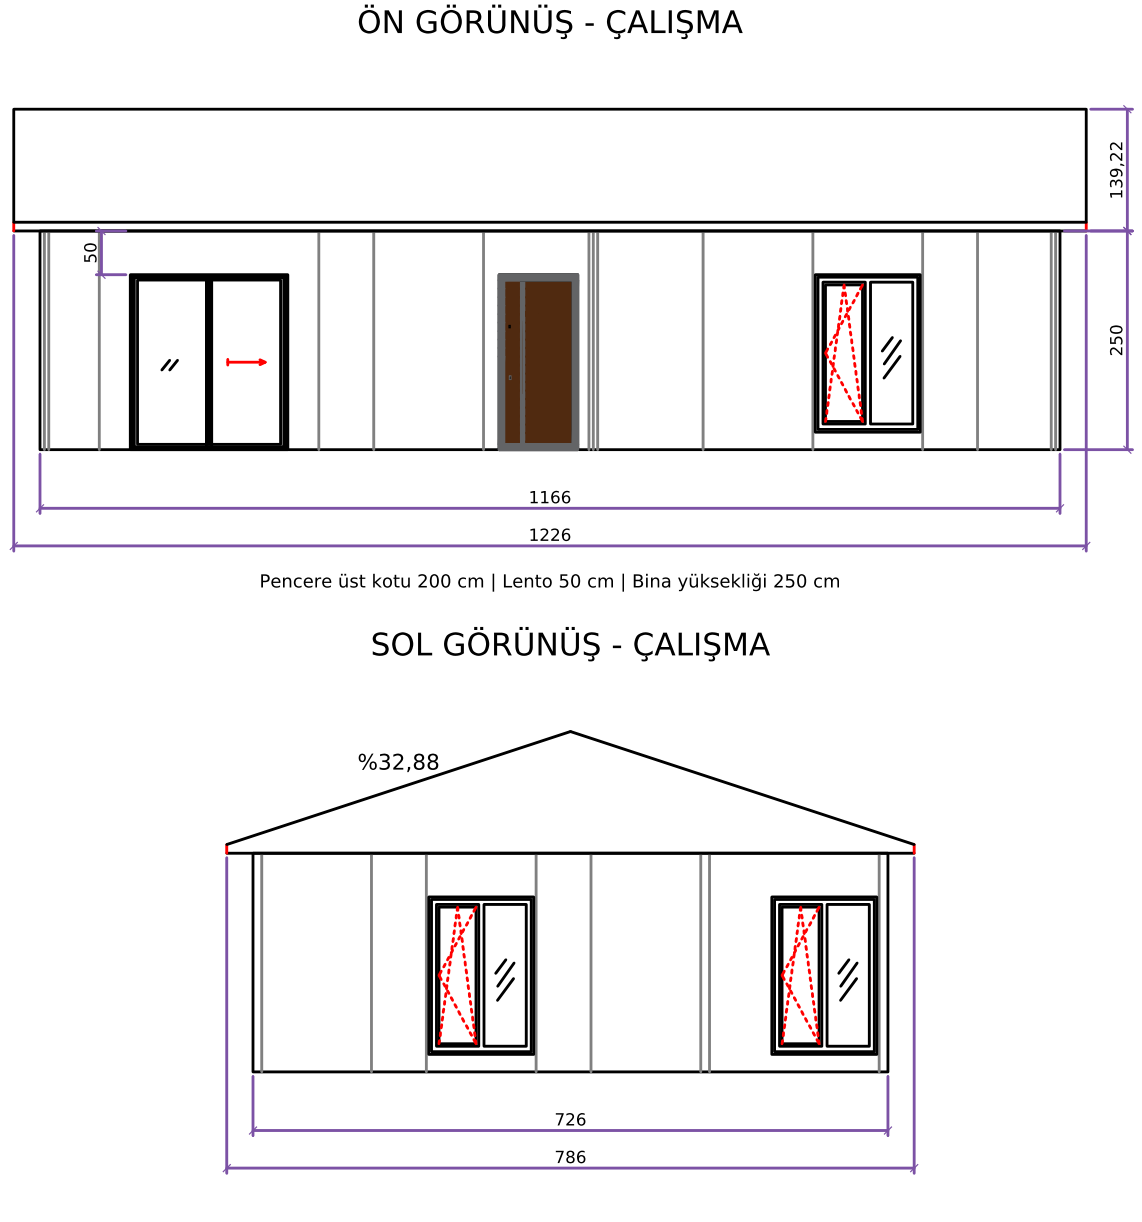 ÖN GÖRÜNÜŞ - ÇALIŞMA
139,22
50
250
1166
1226
Pencere üst kotu 200 cm | Lento 50 cm | Bina yüksekliği 250 cm
SOL GÖRÜNÜŞ - ÇALIŞMA
%32,88
726
786